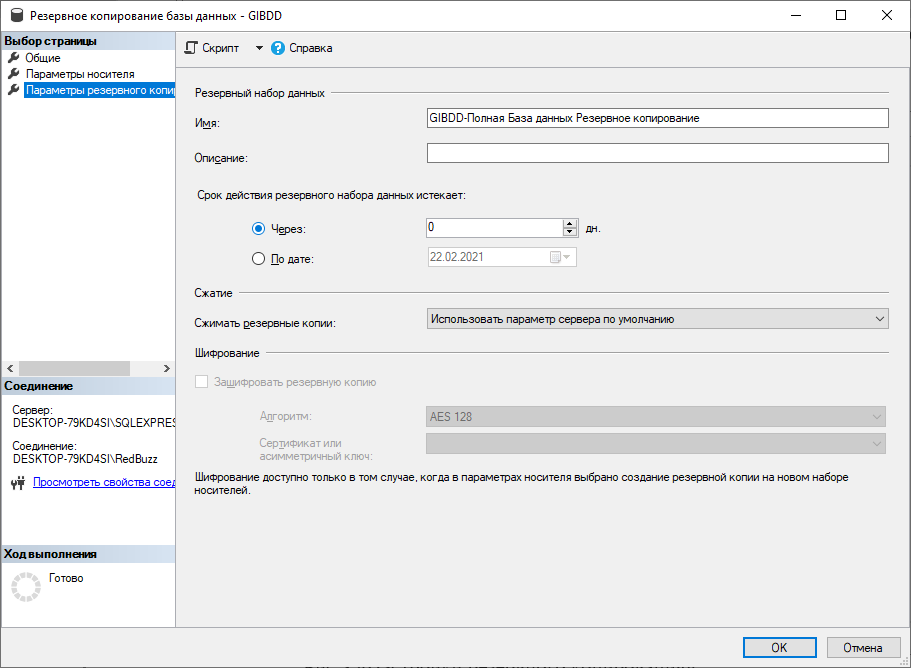 Резервное копирование базы данных - GIBDD
Выбор страницы
Общие
Параметры носителя
Параметры резервного копи
Скрипт
Справка
Резервный набор данных
Имя:
GIBDD-Полная База данных Резервное копирование
Описание:
Срок действия резервного набора данных истекает:
Через:
0
дн.
По дате:
22.02.2021
Сжатие
Сжимать резервные копии:
Использовать параметр сервера по умолчанию
Шифрование
Зашифровать резервную копию
Алгоритм:
AES 128
Сертификат или
асимметричный ключ:
Шифрование доступно только в том случае, когда в параметрах носителя выбрано создание резервной копии на новом наборе
носителей.
Соединение
Сервер:
DESKTOP-79KD4SI\SQLEXPRES
Соединение:
DESKTOP-79KD4SI\RedBuzz
Просмотреть свойства соед
Ход выполнения
Готово
OK
Отмена